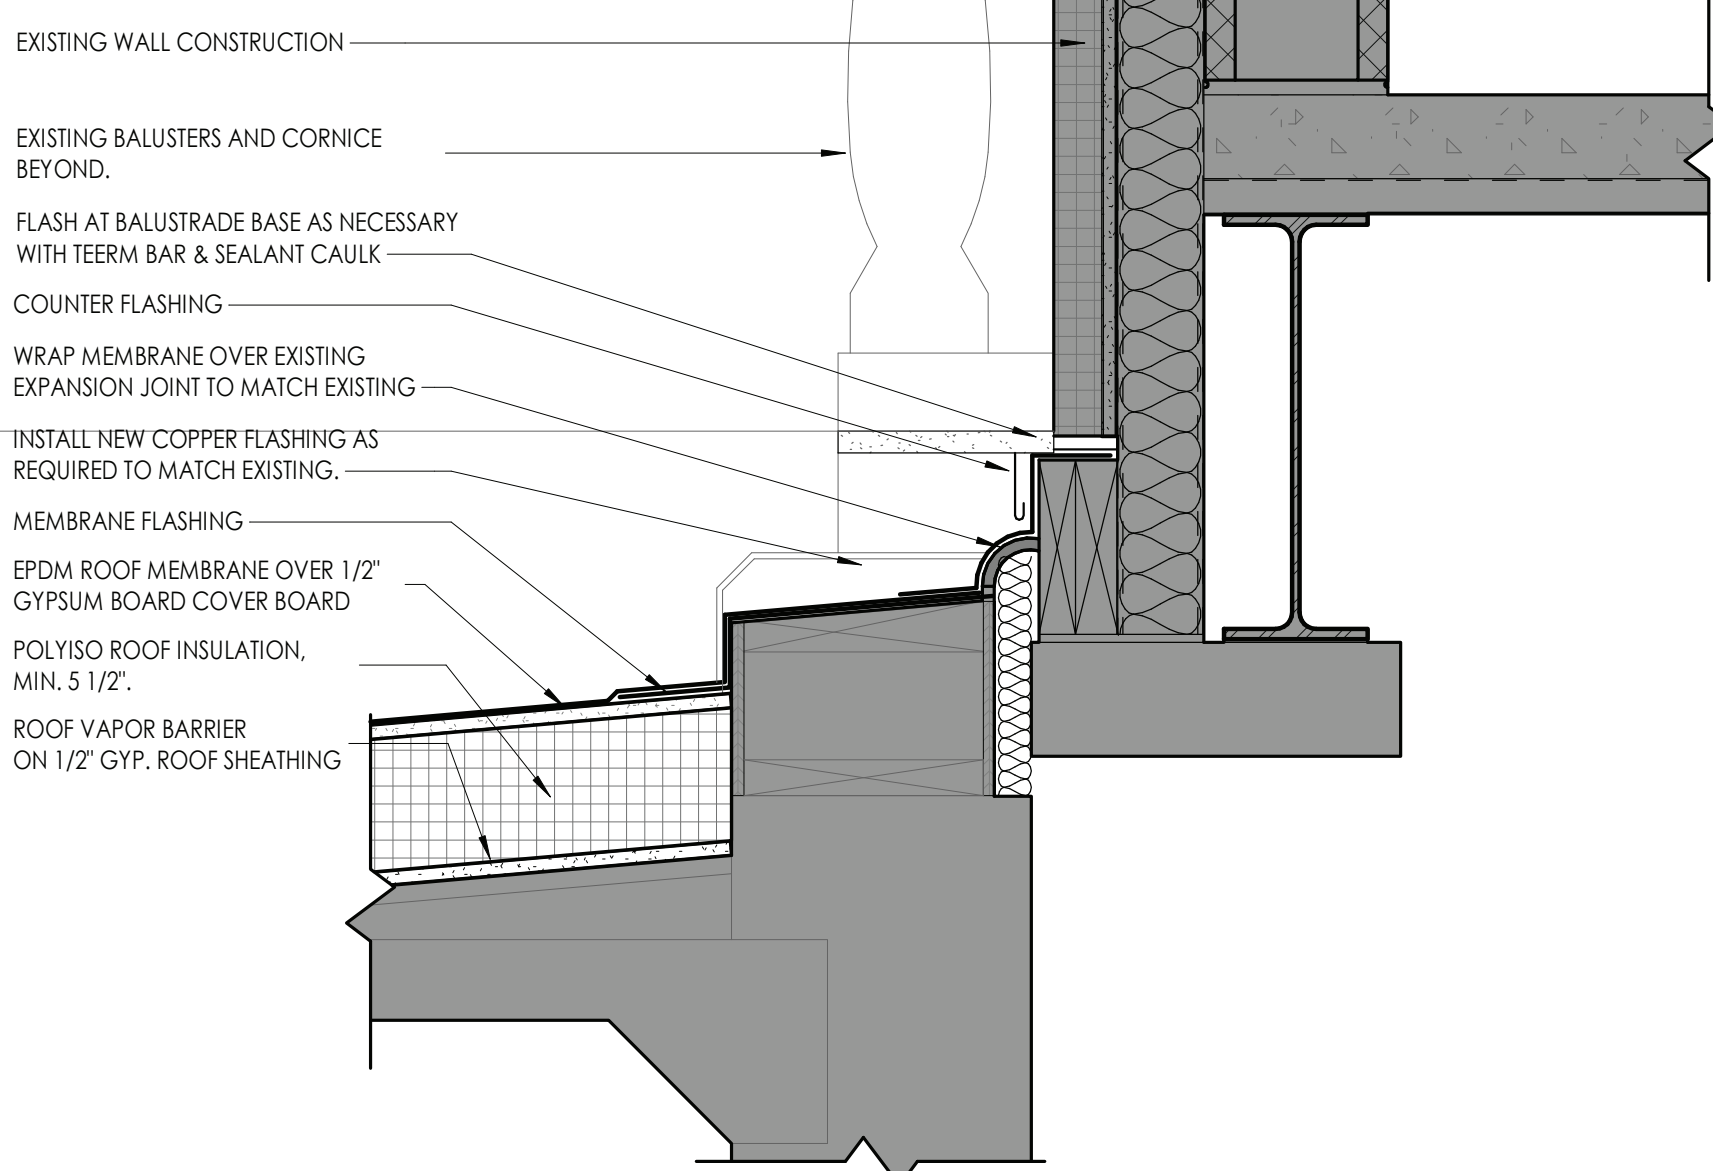 EXISTING WALL CONSTRUCTION
EXISTING BALUSTERS AND CORNICE
BEYOND.
FLASH AT BALUSTRADE BASE AS NECESSARY
WITH TEERM BAR & SEALANT CAULK
COUNTER FLASHING
WRAP MEMBRANE OVER EXISTING
EXPANSION JOINT TO MATCH EXISTING
INSTALL NEW COPPER FLASHING AS
REQUIRED TO MATCH EXISTING.
MEMBRANE FLASHING
EPDM ROOF MEMBRANE OVER 1/2"
GYPSUM BOARD COVER BOARD
POLYISO ROOF INSULATION,
MIN. 5 1/2".
ROOF VAPOR BARRIER
ON 1/2" GYP. ROOF SHEATHING